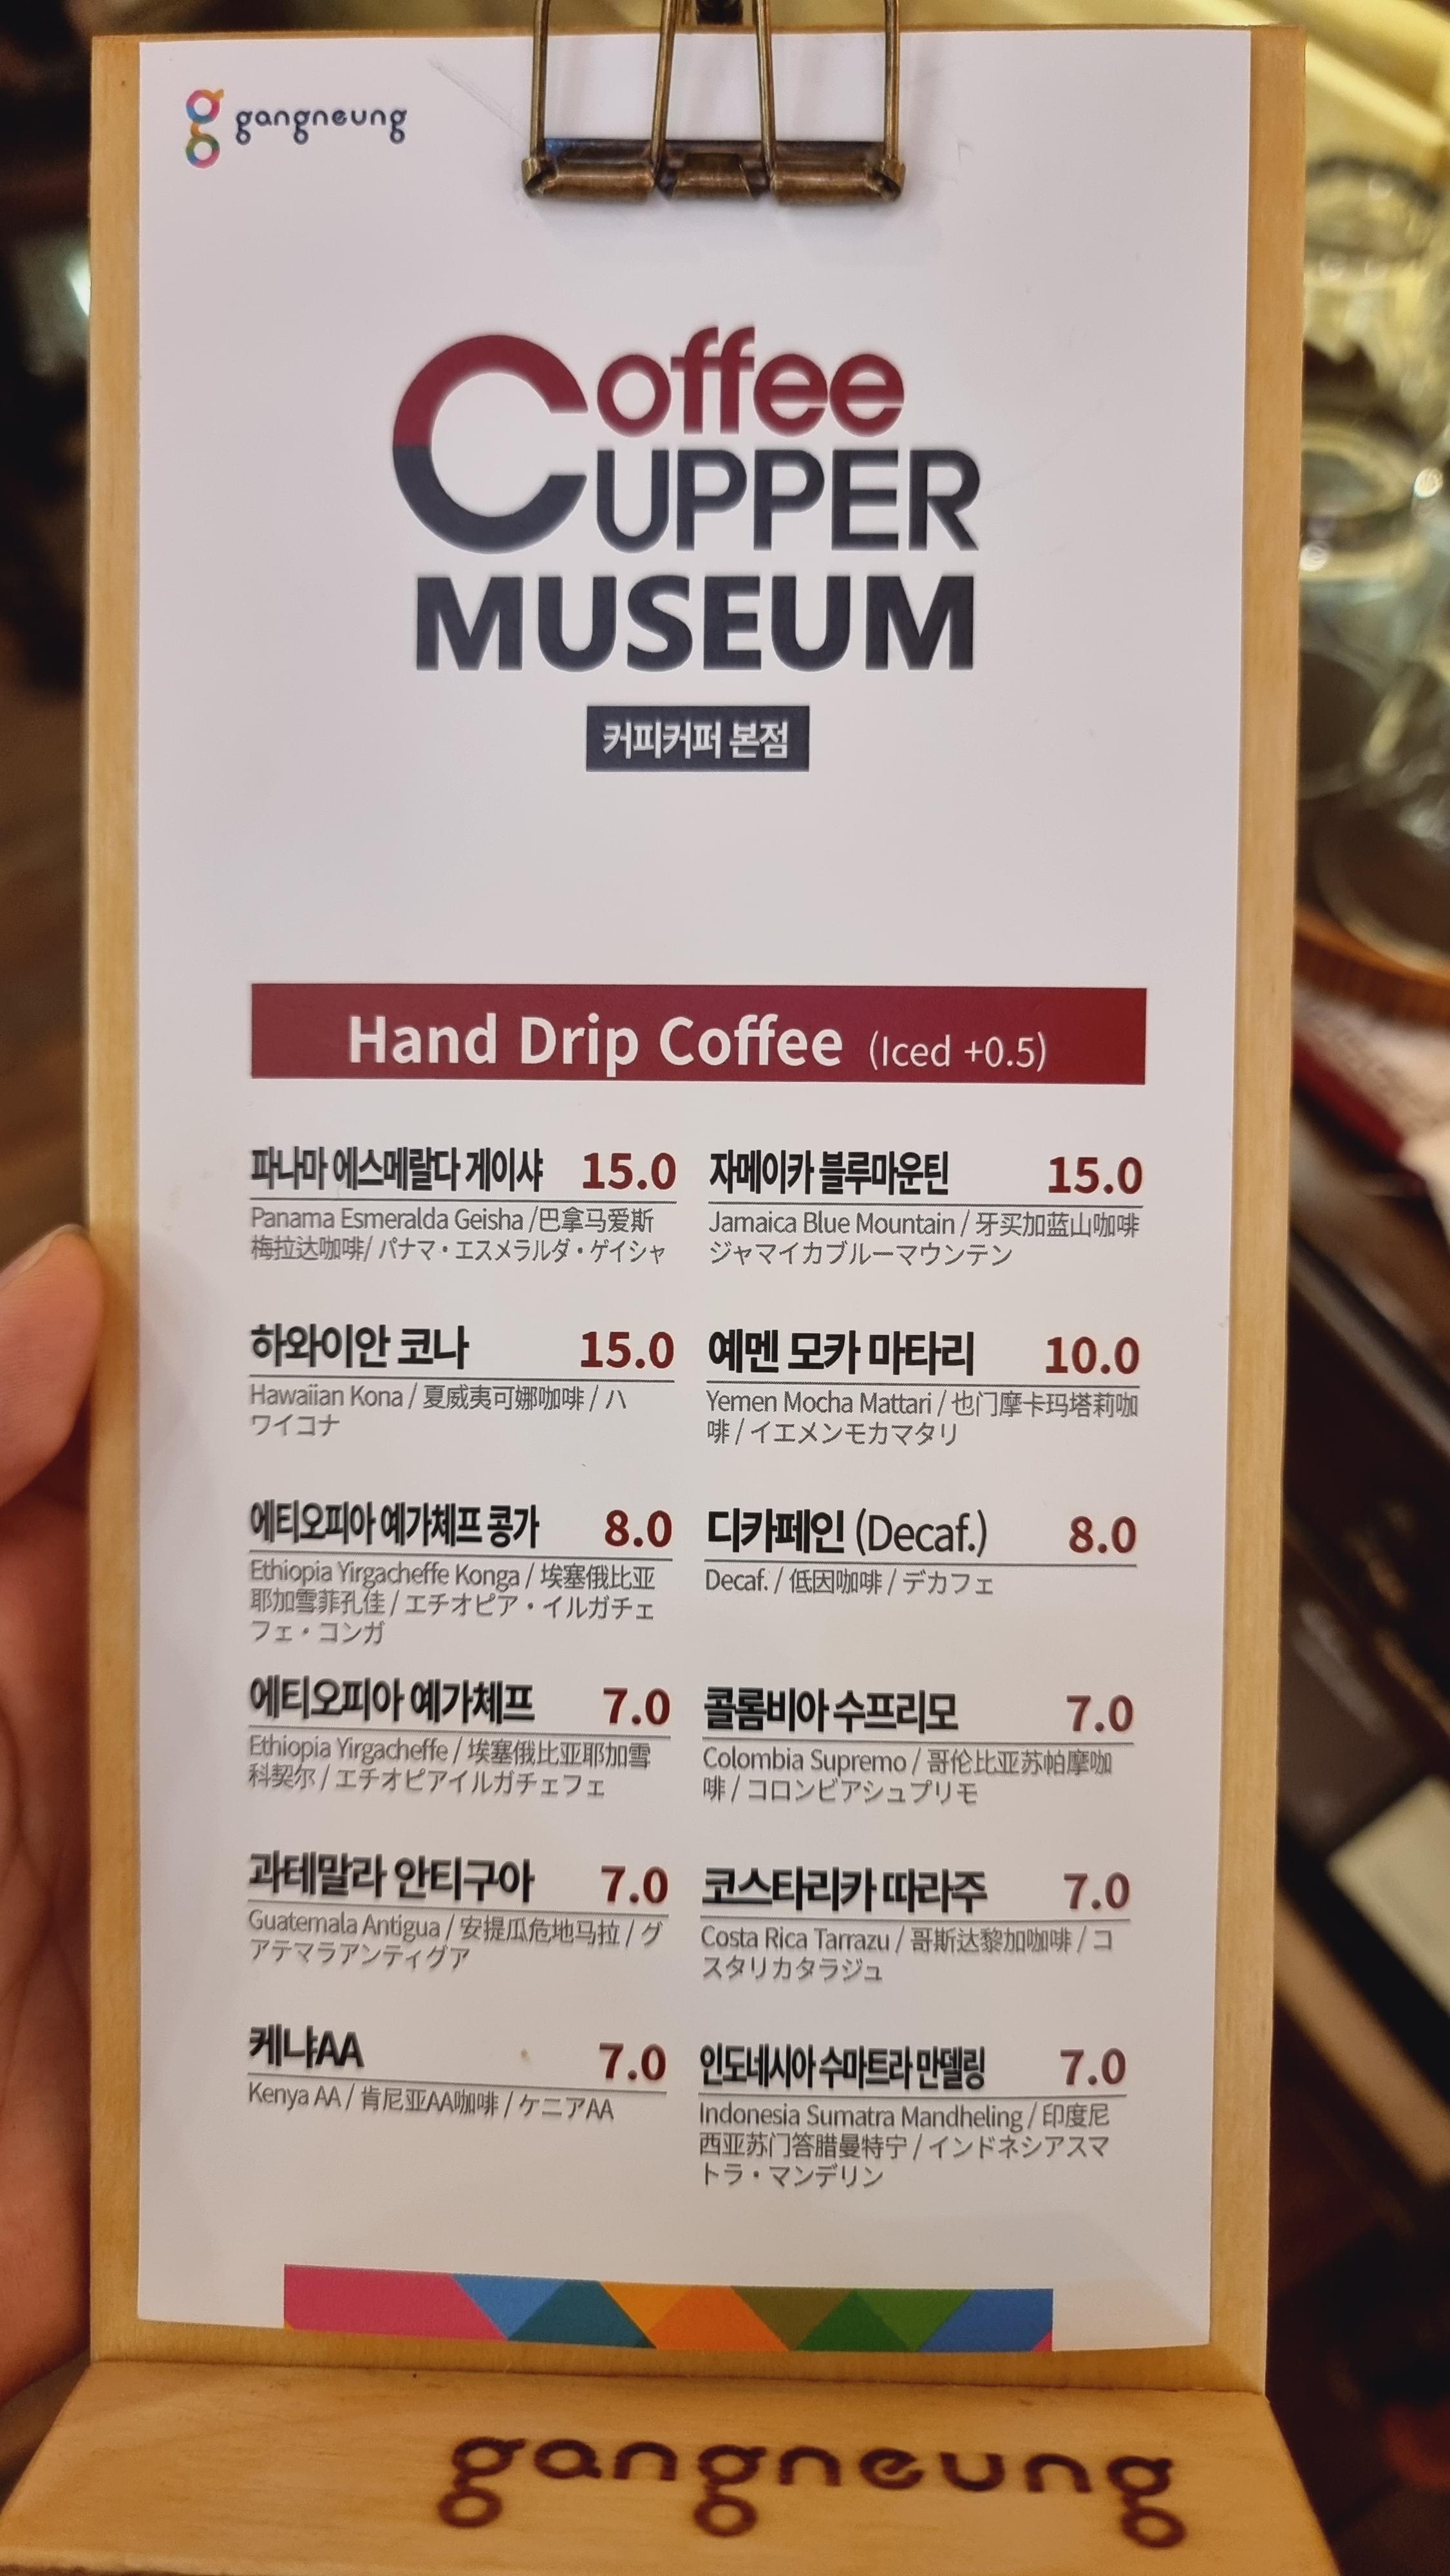 gangneung
Coffee
CUPPER
MUSEUM
커피커퍼 본점
Hand Drip Coffee (Iced +0.5)
파나마 에스메랄다 게이샤 15.0
Panama Esmeralda Geisha /巴拿马爱斯
梅拉达咖啡/ パナマ・エスメラルダ・ゲイシャ
자메이카 블루마운틴 15.0
Jamaica Blue Mountain / 牙买加蓝山咖啡
ジャマイカブルーマウンテン
하와이안 코나 15.0
Hawaiian Kona / 夏威夷可娜咖啡 / ハ
ワイコナ
예멘 모카 마타리 10.0
Yemen Mocha Mattari / 也门摩卡玛塔莉咖
啡 / イエメンモカマタリ
에티오피아 예가체프 콩가 8.0
Ethiopia Yirgacheffe Konga / 埃塞俄比亚
耶加雪菲孔佳 / エチオピア・イルガチェ
フェ・コンガ
디카페인 (Decaf.) 8.0
Decaf. / 低因咖啡 / デカフェ
에티오피아 예가체프 7.0
Ethiopia Yirgacheffe / 埃塞俄比亚耶加雪
科契尔 / エチオピアイルガチェフェ
콜롬비아 수프리모 7.0
Colombia Supremo / 哥伦比亚苏帕摩咖
啡 / コロンビアシュプリモ
과테말라 안티구아 7.0
Guatemala Antigua / 安提瓜危地马拉 / グ
アテマラアンティグア
코스타리카 따라주 7.0
Costa Rica Tarrazu / 哥斯达黎加咖啡 / コ
スタリカタラジュ
케냐AA 7.0
Kenya AA / 肯尼亚AA咖啡 / ケニアAA
인도네시아 수마트라 만델링 7.0
Indonesia Sumatra Mandheling / 印度尼
西亚苏门答腊曼特宁 / インドネシアスマ
トラ・マンデリン
gangneung